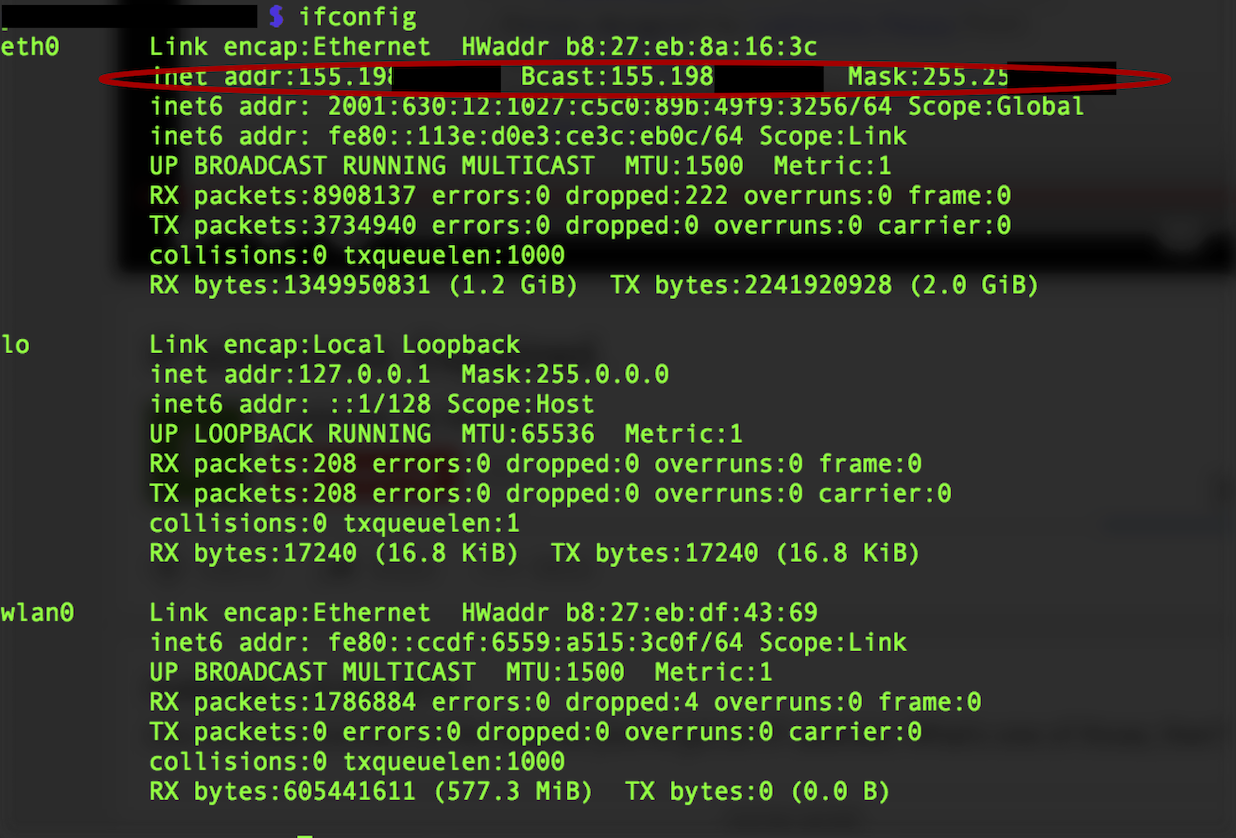 $ ifconfig
eth0 Link encap:Ethernet HWaddr b8:27:eb:8a:16:3c
inet addr:155.198 Bcast:155.198 Mask:255.25
inet6 addr: 2001:630:12:1027:c5c0:89b:49f9:3256/64 Scope:Global
inet6 addr: fe80::113e:d0e3:ce3c:eb0c/64 Scope:Link
UP BROADCAST RUNNING MULTICAST MTU:1500 Metric:1
RX packets:8908137 errors:0 dropped:222 overruns:0 frame:0
TX packets:3734940 errors:0 dropped:0 overruns:0 carrier:0
collisions:0 txqueuelen:1000
RX bytes:1349950831 (1.2 GiB) TX bytes:2241920928 (2.0 GiB)
lo Link encap:Local Loopback
inet addr:127.0.0.1 Mask:255.0.0.0
inet6 addr: ::1/128 Scope:Host
UP LOOPBACK RUNNING MTU:65536 Metric:1
RX packets:208 errors:0 dropped:0 overruns:0 frame:0
TX packets:208 errors:0 dropped:0 overruns:0 carrier:0
collisions:0 txqueuelen:1
RX bytes:17240 (16.8 KiB) TX bytes:17240 (16.8 KiB)
wlan0 Link encap:Ethernet HWaddr b8:27:eb:df:43:69
inet6 addr: fe80::ccdf:6559:a515:3c0f/64 Scope:Link
UP BROADCAST MULTICAST MTU:1500 Metric:1
RX packets:1786884 errors:0 dropped:4 overruns:0 frame:0
TX packets:0 errors:0 dropped:0 overruns:0 carrier:0
collisions:0 txqueuelen:1000
RX bytes:605441611 (577.3 MiB) TX bytes:0 (0.0 B)